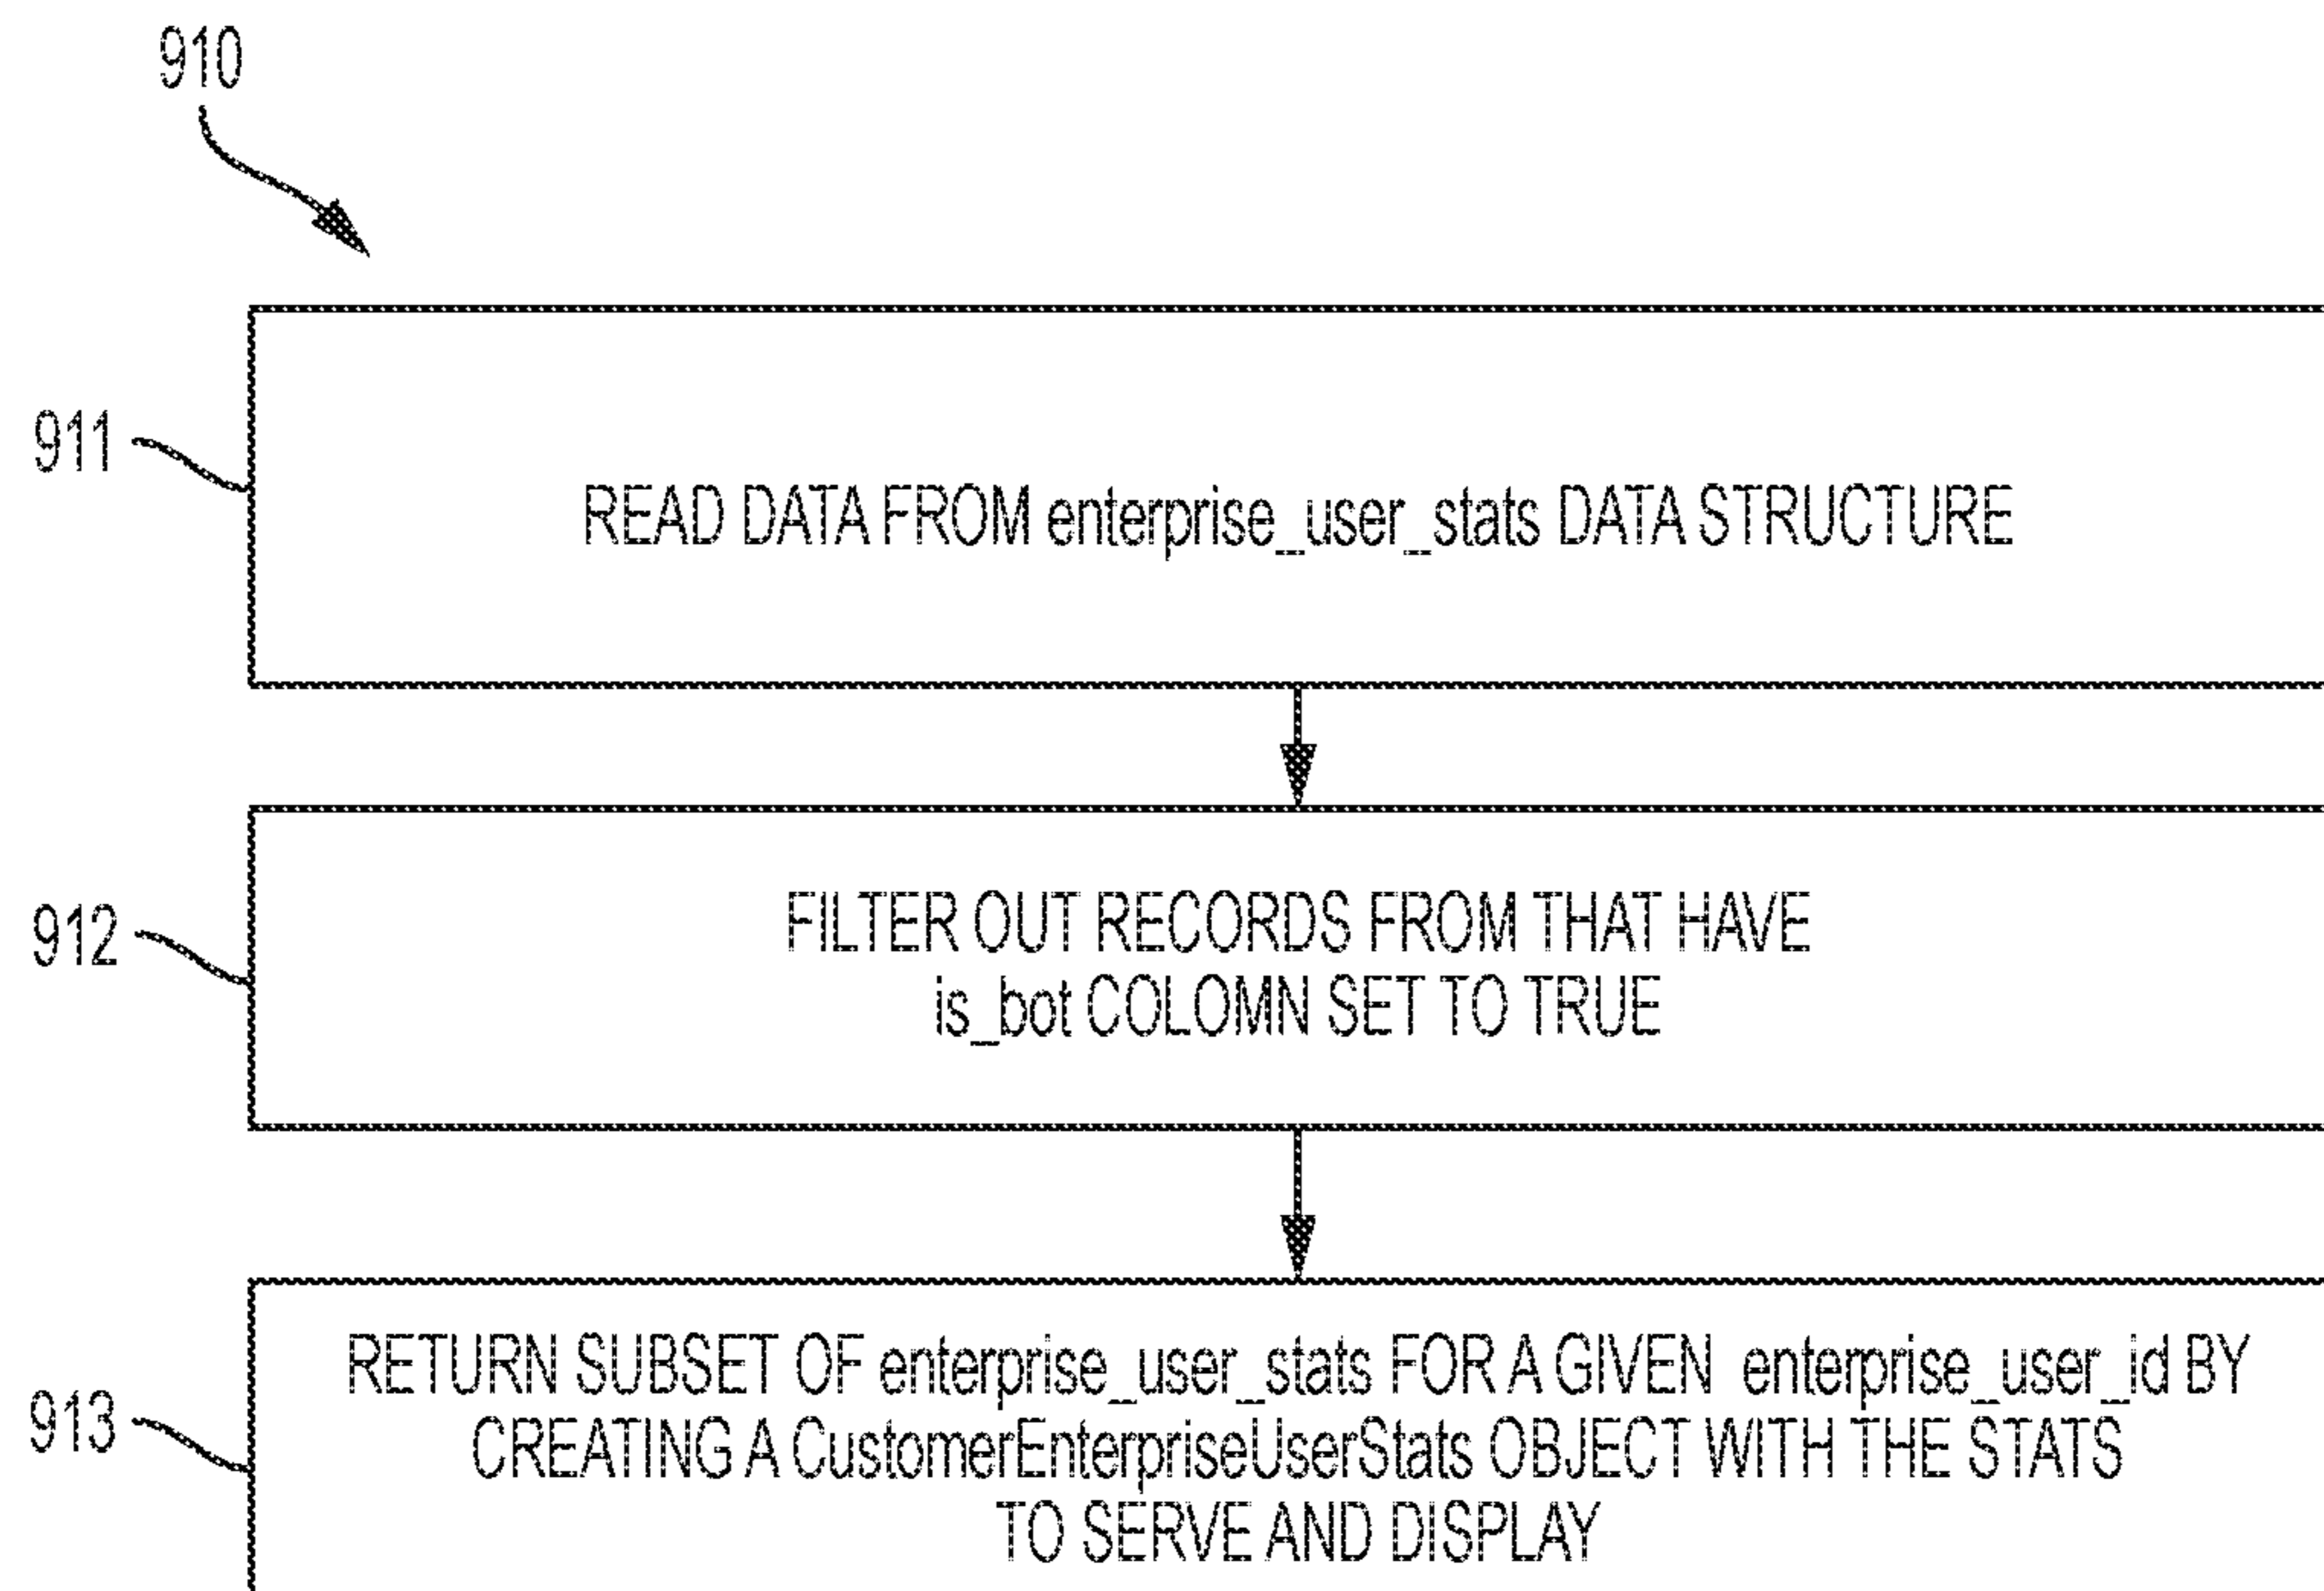 910
911
READ DATA FROM enterprise_user_stats DATA STRUCTURE
912
FILTER OUT RECORDS FROM THAT HAVE
is_bot COLOMN SET TO TRUE
913
RETURN SUBSET OF enterprise_user_stats FOR A GIVEN enterprise_user_id BY
CREATING A CustomerEnterpriseUserStats OBJECT WITH THE STATS
TO SERVE AND DISPLAY